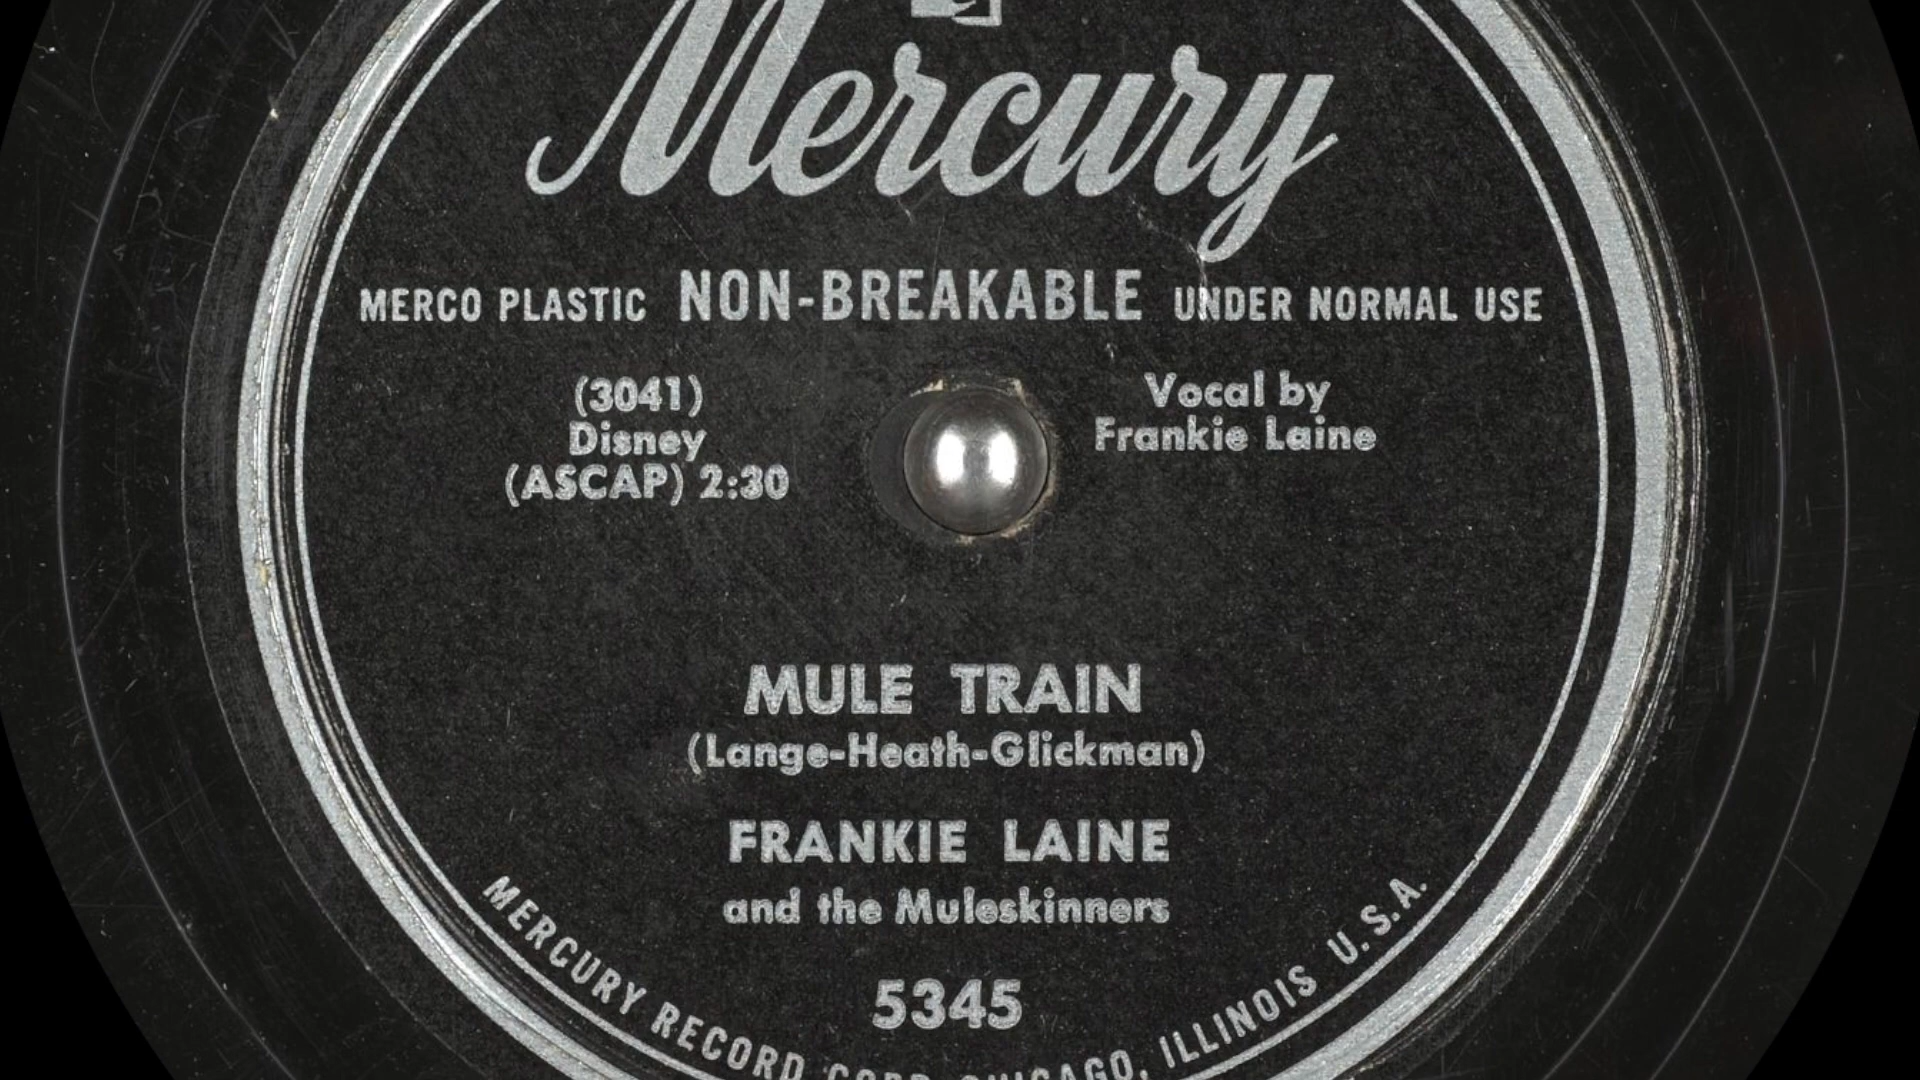 Mercury
MERCO PLASTIC NON-BREAKABLE UNDER NORMAL USE
(3041)
Disney
(ASCAP) 2:30
Vocal by
Frankie Laine
MULE TRAIN
(Lange-Heath-Glickman)
FRANKIE LAINE
and the Muleskinners
5345
MERCURY RECORD CORP. CHICAGO, ILLINOIS U.S.A.